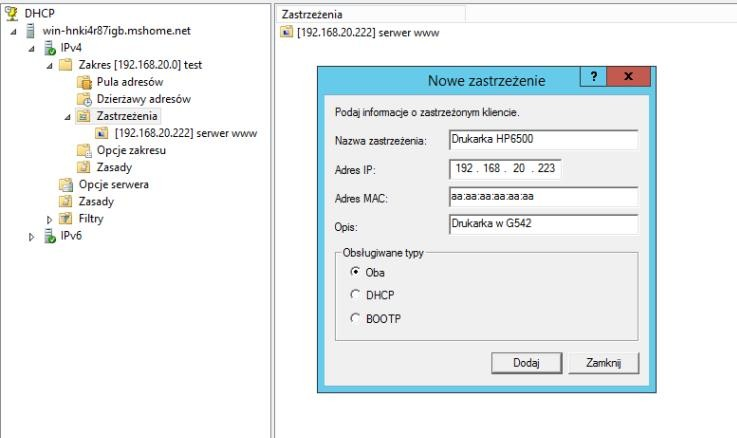 DHCP
win-hnki4r87igb.mshome.net
IPv4
Zakres [192.168.20.0] test
Pula adresów
Dzierżawy adresów
Zastrzeżenia
[192.168.20.222] serwer www
Opcje zakresu
Zasady
Opcje serwera
Zasady
Filtry
IPv6
Zastrzeżenia
[192.168.20.222] serwer www
Nowe zastrzeżenie
? x
Podaj informacje o zastrzeżonym kliencie.
Nazwa zastrzeżenia: Drukarka HP6500
Adres IP: 192 . 168 . 20 . 223
Adres MAC: aa:aa:aa:aa:aa:aa
Opis: Drukarka w G542
Obsługiwane typy
Oba
DHCP
BOOTP
Dodaj Zamknij